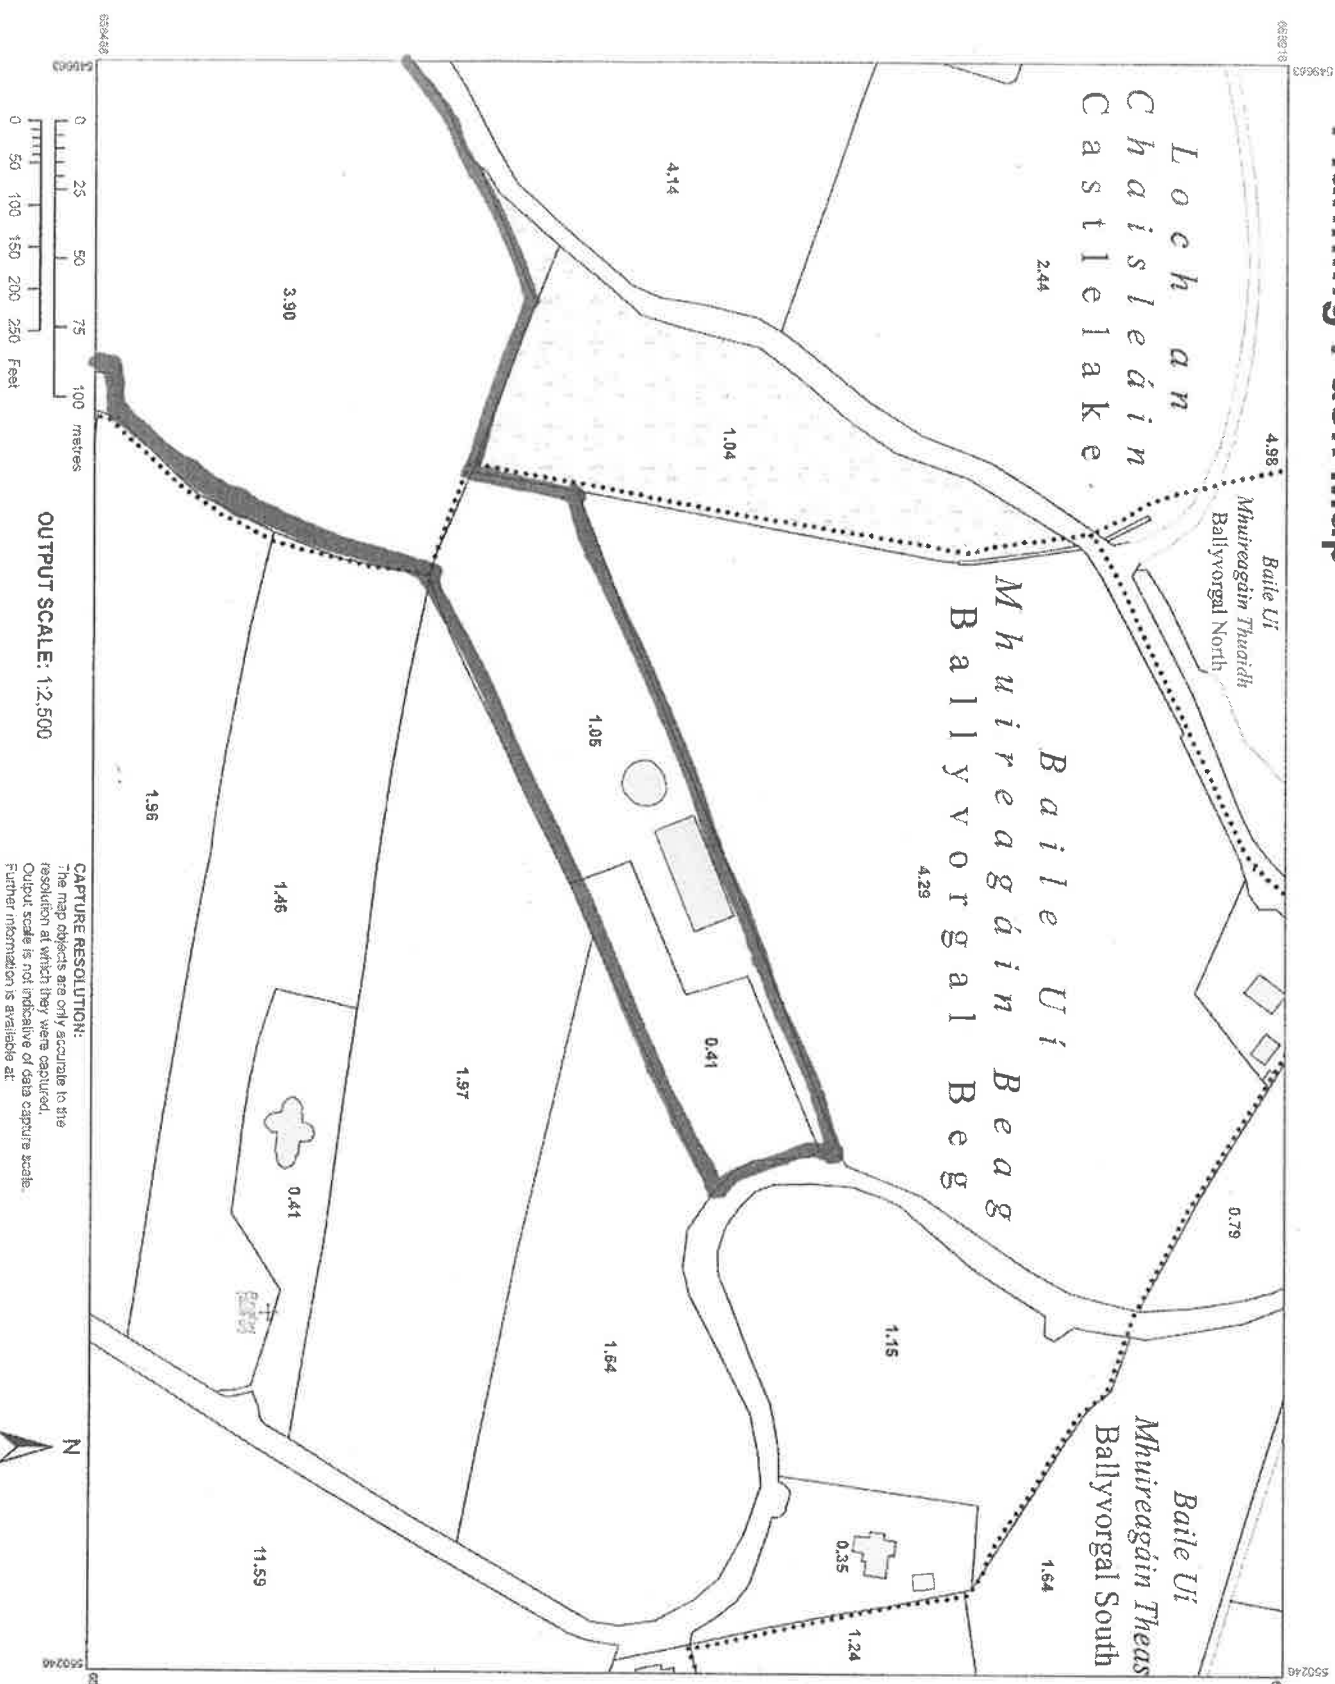 Loch an
Chaisleáin
Castlelake
4.98
Baile Uí
Mhuireagáin Thuaidh
Ballyvorgal North
2.44
4.14
1.04
Baile Uí
Mhuireagáin Beag
Ballyvorgal Beg
4.29
3.90
1.05
0.41
0.79
1.15
Baile Uí
Mhuireagáin Theas
Ballyvorgal South
1.64
0.35
1.24
1.64
1.97
1.46
0.41
1.96
11.59
549663
549663
550246
550246
0 25 50 75 100 metres
0 50 100 150 200 250 Feet
OUTPUT SCALE: 1:2,500
CAPTURE RESOLUTION:
The map objects are only accurate to the
resolution at which they were captured.
Output scale is not indicative of data capture scale.
Further information is available at:
N